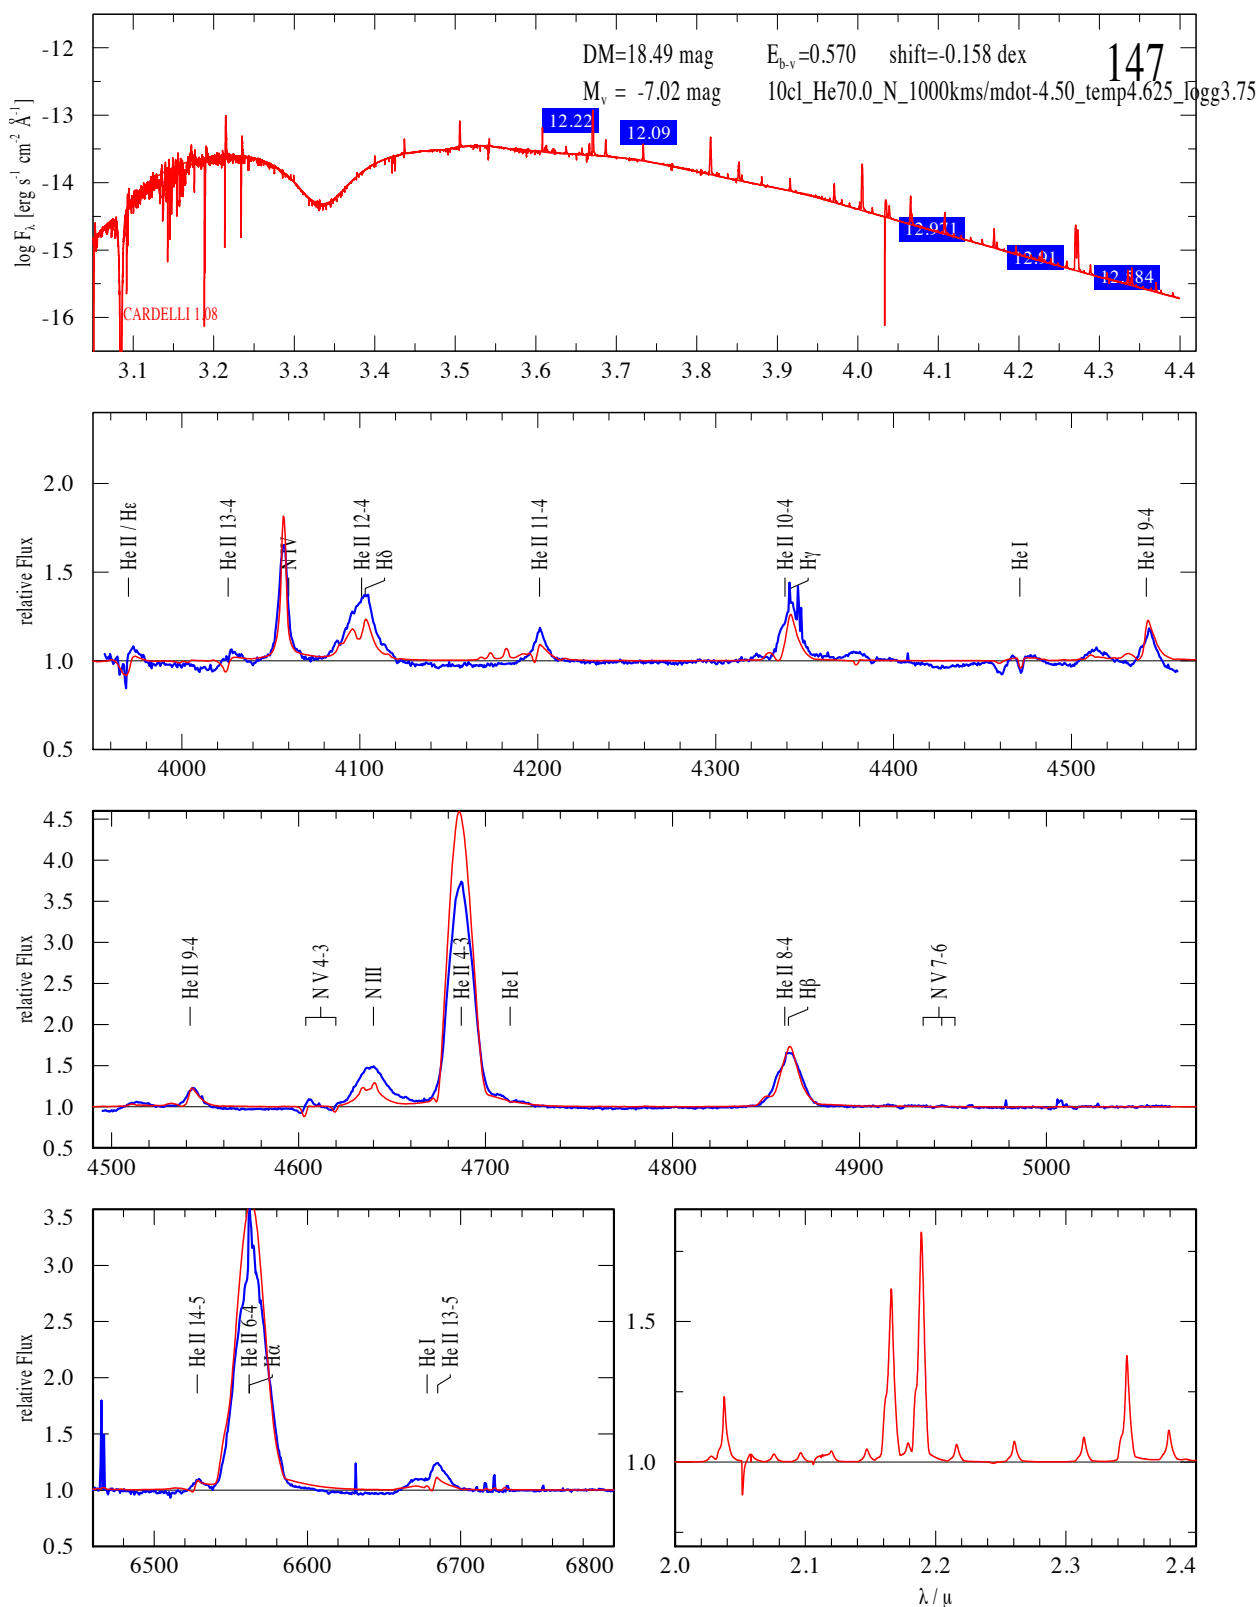 DM=18.49 mag E_b-v=0.570 shift=-0.158 dex 147
M_v = -7.02 mag 10cl_He70.0_N_1000kms/mdot-4.50_temp4.625_logg3.75
log F_λ [erg s⁻¹ cm⁻² Å⁻¹]
-12
-13
-14
-15
-16
12.22
12.09
12.971
12.91
CARDELLI 1.08
3.1 3.2 3.3 3.4 3.5 3.6 3.7 3.8 3.9 4.0 4.1 4.2 4.3 4.4
relative Flux
2.0
1.5
1.0
0.5
He II / Hε
He II 13-4
N IV
He II 12-4
Hδ
He II 11-4
He II 10-4
Hγ
He I
He II 9-4
4000 4100 4200 4300 4400 4500
relative Flux
4.5
4.0
3.5
3.0
2.5
2.0
1.5
1.0
0.5
He II 9-4
N V 4-3
N III
He II 4-3
He I
He II 8-4
Hβ
N V 7-6
4500 4600 4700 4800 4900 5000
relative Flux
3.5
3.0
2.5
2.0
1.5
1.0
0.5
He II 14-5
He II 6-4
Hα
He I
He II 13-5
6500 6600 6700 6800
1.5
1.0
2.0 2.1 2.2 2.3 2.4
λ / μ